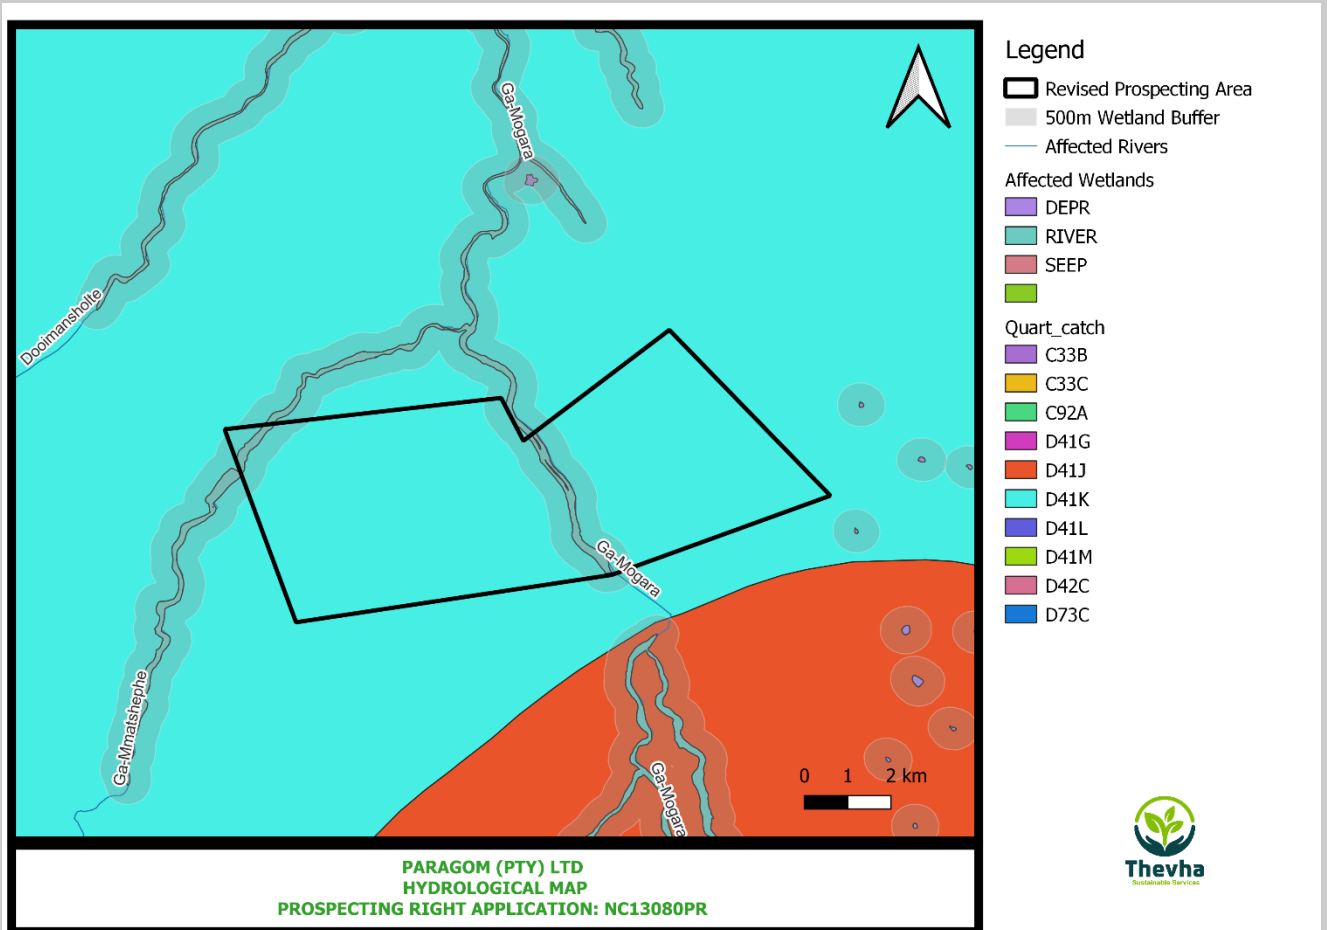 Ga-Mogara
Dooimansholte
Ga-Mogara
Ga-Mmatshephe
Ga-Mogara
0 1 2 km
PARAGOM (PTY) LTD
HYDROLOGICAL MAP
PROSPECTING RIGHT APPLICATION: NC13080PR
Legend
Revised Prospecting Area
500m Wetland Buffer
Affected Rivers
Affected Wetlands
DEPR
RIVER
SEEP
Quart_catch
C33B
C33C
C92A
D41G
D41J
D41K
D41L
D41M
D42C
D73C
Thevha
Sustainable Services